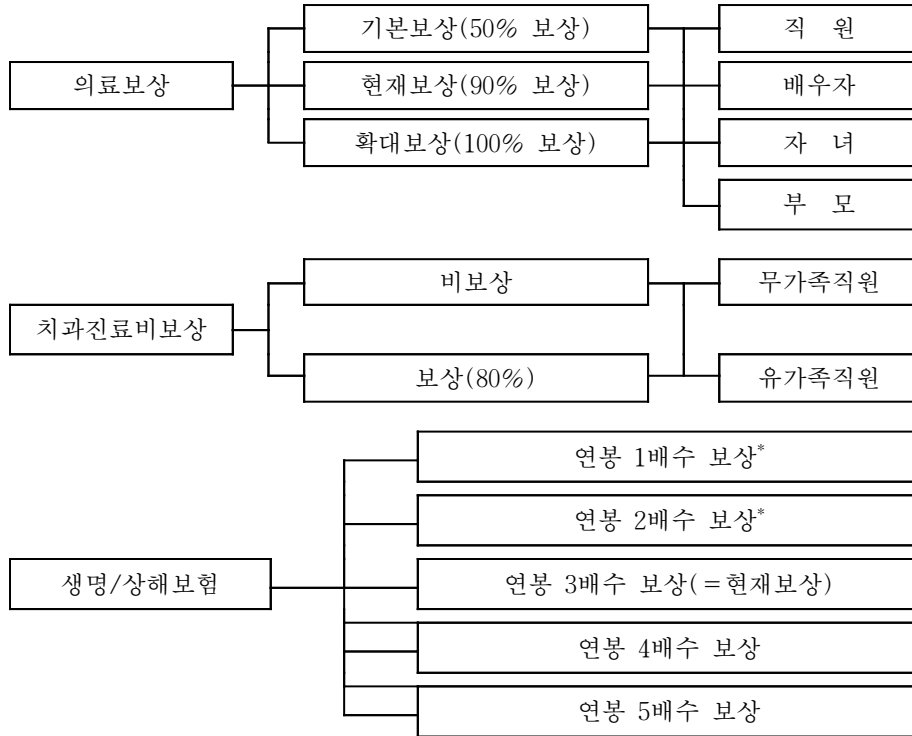 기본보상(50% 보상)
직 원
의료보상
현재보상(90% 보상)
배우자
확대보상(100% 보상)
자 녀
부 모
비보상
무가족직원
치과진료비보상
보상(80%)
유가족직원
연봉 1배수 보상*
연봉 2배수 보상*
생명/상해보험
연봉 3배수 보상(=현재보상)
연봉 4배수 보상
연봉 5배수 보상